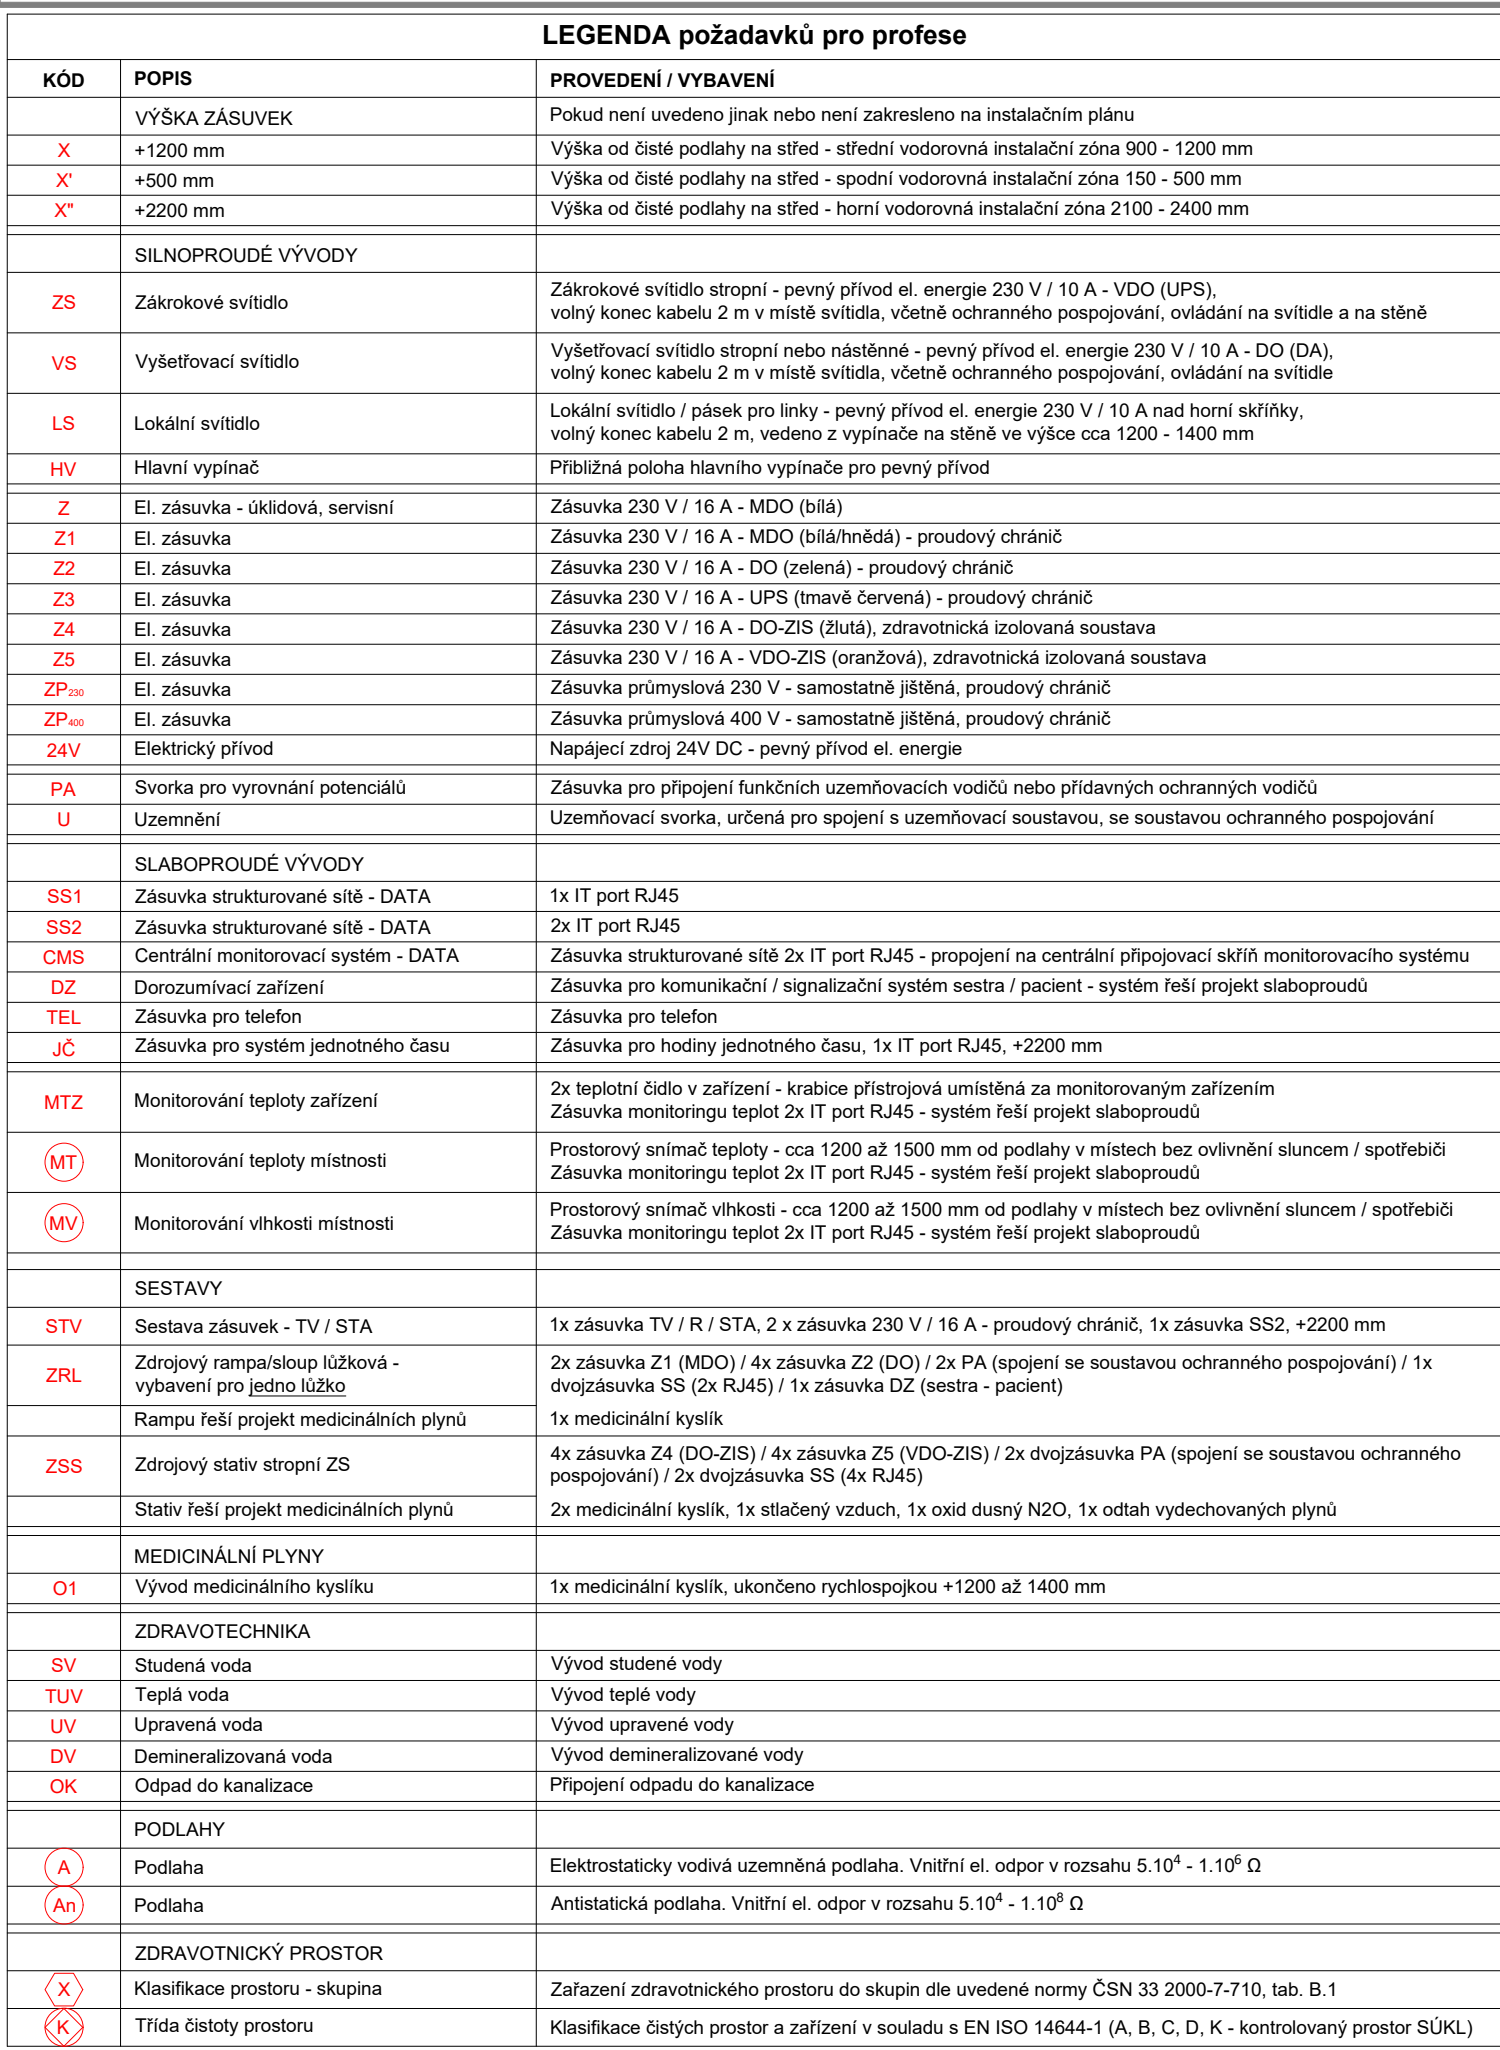 LEGENDA požadavků pro profese
KÓD POPIS PROVEDENÍ / VYBAVENÍ
VÝŠKA ZÁSUVEK Pokud není uvedeno jinak nebo není zakresleno na instalačním plánu
X +1200 mm Výška od čisté podlahy na střed - střední vodorovná instalační zóna 900 - 1200 mm
X' +500 mm Výška od čisté podlahy na střed - spodní vodorovná instalační zóna 150 - 500 mm
X" +2200 mm Výška od čisté podlahy na střed - horní vodorovná instalační zóna 2100 - 2400 mm
SILNOPROUDÉ VÝVODY
ZS Zákrokové svítidlo Zákrokové svítidlo stropní - pevný přívod el. energie 230 V / 10 A - VDO (UPS),
volný konec kabelu 2 m v místě svítidla, včetně ochranného pospojování, ovládání na svítidle a na stěně
VS Vyšetřovací svítidlo Vyšetřovací svítidlo stropní nebo nástěnné - pevný přívod el. energie 230 V / 10 A - DO (DA),
volný konec kabelu 2 m v místě svítidla, včetně ochranného pospojování, ovládání na svítidle
LS Lokální svítidlo Lokální svítidlo / pásek pro linky - pevný přívod el. energie 230 V / 10 A nad horní skříňky,
volný konec kabelu 2 m, vedeno z vypínače na stěně ve výšce cca 1200 - 1400 mm
HV Hlavní vypínač Přibližná poloha hlavního vypínače pro pevný přívod
Z El. zásuvka - úklidová, servisní Zásuvka 230 V / 16 A - MDO (bílá)
Z1 El. zásuvka Zásuvka 230 V / 16 A - MDO (bílá/hnědá) - proudový chránič
Z2 El. zásuvka Zásuvka 230 V / 16 A - DO (zelená) - proudový chránič
Z3 El. zásuvka Zásuvka 230 V / 16 A - UPS (tmavě červená) - proudový chránič
Z4 El. zásuvka Zásuvka 230 V / 16 A - DO-ZIS (žlutá), zdravotnická izolovaná soustava
Z5 El. zásuvka Zásuvka 230 V / 16 A - VDO-ZIS (oranžová), zdravotnická izolovaná soustava
ZP230 El. zásuvka Zásuvka průmyslová 230 V - samostatně jištěná, proudový chránič
ZP400 El. zásuvka Zásuvka průmyslová 400 V - samostatně jištěná, proudový chránič
24V Elektrický přívod Napájecí zdroj 24V DC - pevný přívod el. energie
PA Svorka pro vyrovnání potenciálů Zásuvka pro připojení funkčních uzemňovacích vodičů nebo přídavných ochranných vodičů
U Uzemnění Uzemňovací svorka, určená pro spojení s uzemňovací soustavou, se soustavou ochranného pospojování
SLABOPROUDÉ VÝVODY
SS1 Zásuvka strukturované sítě - DATA 1x IT port RJ45
SS2 Zásuvka strukturované sítě - DATA 2x IT port RJ45
CMS Centrální monitorovací systém - DATA Zásuvka strukturované sítě 2x IT port RJ45 - propojení na centrální připojovací skříň monitorovacího systému
DZ Dorozumívací zařízení Zásuvka pro komunikační / signalizační systém sestra / pacient - systém řeší projekt slaboproudů
TEL Zásuvka pro telefon Zásuvka pro telefon
JČ Zásuvka pro systém jednotného času Zásuvka pro hodiny jednotného času, 1x IT port RJ45, +2200 mm
MTZ Monitorování teploty zařízení 2x teplotní čidlo v zařízení - krabice přístrojová umístěná za monitorovaným zařízením
Zásuvka monitoringu teplot 2x IT port RJ45 - systém řeší projekt slaboproudů
MT Monitorování teploty místnosti Prostorový snímač teploty - cca 1200 až 1500 mm od podlahy v místech bez ovlivnění sluncem / spotřebiči
Zásuvka monitoringu teplot 2x IT port RJ45 - systém řeší projekt slaboproudů
MV Monitorování vlhkosti místnosti Prostorový snímač vlhkosti - cca 1200 až 1500 mm od podlahy v místech bez ovlivnění sluncem / spotřebiči
Zásuvka monitoringu teplot 2x IT port RJ45 - systém řeší projekt slaboproudů
SESTAVY
STV Sestava zásuvek - TV / STA 1x zásuvka TV / R / STA, 2 x zásuvka 230 V / 16 A - proudový chránič, 1x zásuvka SS2, +2200 mm
ZRL Zdrojový rampa/sloup lůžková - 2x zásuvka Z1 (MDO) / 4x zásuvka Z2 (DO) / 2x PA (spojení se soustavou ochranného pospojování) / 1x
vybavení pro jedno lůžko dvojzásuvka SS (2x RJ45) / 1x zásuvka DZ (sestra - pacient)
Rampu řeší projekt medicinálních plynů 1x medicinální kyslík
ZSS Zdrojový stativ stropní ZS 4x zásuvka Z4 (DO-ZIS) / 4x zásuvka Z5 (VDO-ZIS) / 2x dvojzásuvka PA (spojení se soustavou ochranného
pospojování) / 2x dvojzásuvka SS (4x RJ45)
Stativ řeší projekt medicinálních plynů 2x medicinální kyslík, 1x stlačený vzduch, 1x oxid dusný N2O, 1x odtah vydechovaných plynů
MEDICINÁLNÍ PLYNY
O1 Vývod medicinálního kyslíku 1x medicinální kyslík, ukončeno rychlospojkou +1200 až 1400 mm
ZDRAVOTECHNIKA
SV Studená voda Vývod studené vody
TUV Teplá voda Vývod teplé vody
UV Upravená voda Vývod upravené vody
DV Demineralizovaná voda Vývod demineralizované vody
OK Odpad do kanalizace Připojení odpadu do kanalizace
PODLAHY
A Podlaha Elektrostaticky vodivá uzemněná podlaha. Vnitřní el. odpor v rozsahu 5.10⁴ - 1.10⁶ Ω
An Podlaha Antistatická podlaha. Vnitřní el. odpor v rozsahu 5.10⁴ - 1.10⁸ Ω
ZDRAVOTNICKÝ PROSTOR
X Klasifikace prostoru - skupina Zařazení zdravotnického prostoru do skupin dle uvedené normy ČSN 33 2000-7-710, tab. B.1
K Třída čistoty prostoru Klasifikace čistých prostor a zařízení v souladu s EN ISO 14644-1 (A, B, C, D, K - kontrolovaný prostor SÚKL)